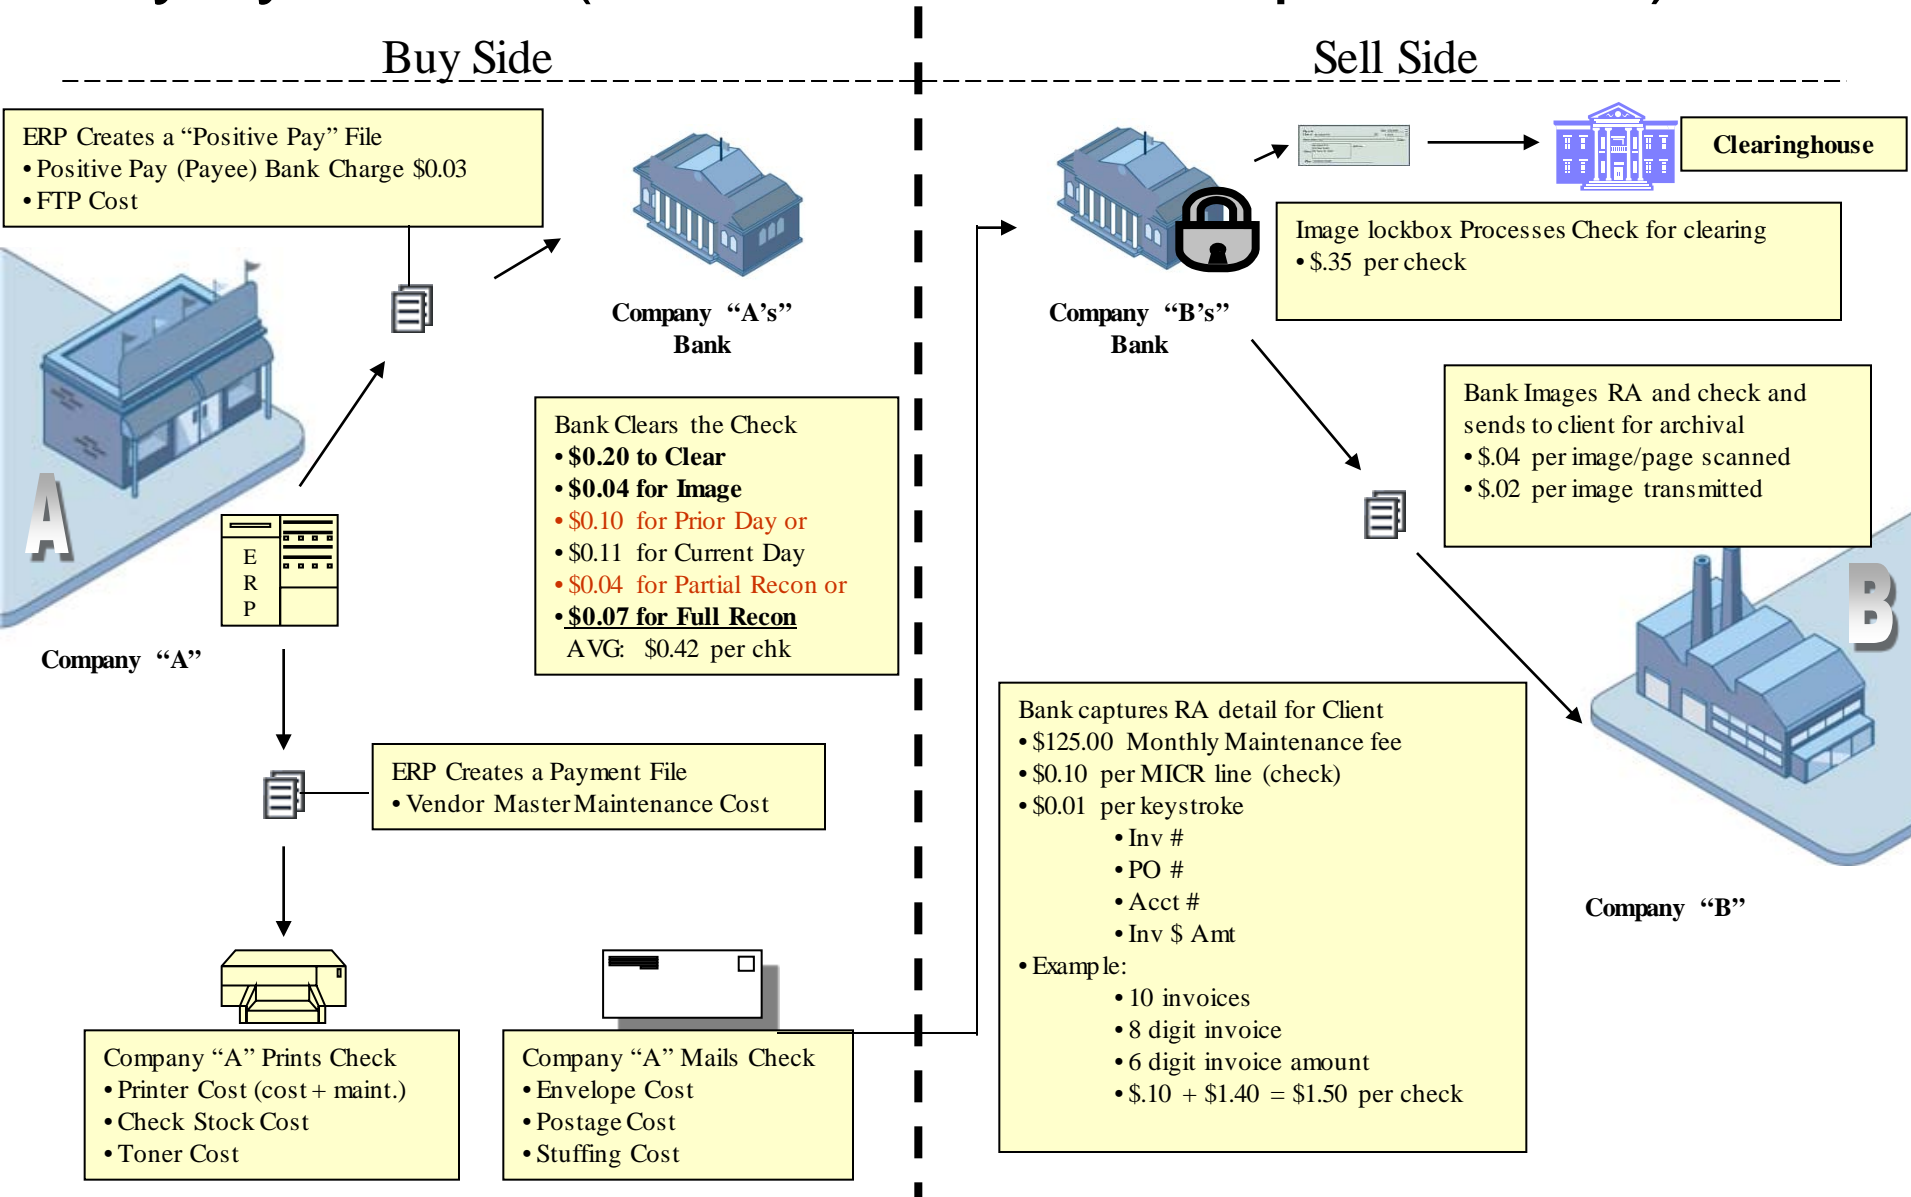 Buy Side
Sell Side
ERP Creates a “Positive Pay” File
• Positive Pay (Payee) Bank Charge $0.03
• FTP Cost
Company “A’s”
Bank
Bank Clears the Check
• $0.20 to Clear
• $0.04 for Image
• $0.10 for Prior Day or
• $0.11 for Current Day
• $0.04 for Partial Recon or
• $0.07 for Full Recon
AVG: $0.42 per chk
A
E
R
P
Company “A”
ERP Creates a Payment File
• Vendor Master Maintenance Cost
Company “A” Prints Check
• Printer Cost (cost + maint.)
• Check Stock Cost
• Toner Cost
Company “A” Mails Check
• Envelope Cost
• Postage Cost
• Stuffing Cost
Clearinghouse
Image lockbox Processes Check for clearing
• $.35 per check
Company “B’s”
Bank
Bank Images RA and check and
sends to client for archival
• $.04 per image/page scanned
• $.02 per image transmitted
B
Company “B”
Bank captures RA detail for Client
• $125.00 Monthly Maintenance fee
• $0.10 per MICR line (check)
• $0.01 per keystroke
• Inv #
• PO #
• Acct #
• Inv $ Amt
• Example:
• 10 invoices
• 8 digit invoice
• 6 digit invoice amount
• $.10 + $1.40 = $1.50 per check